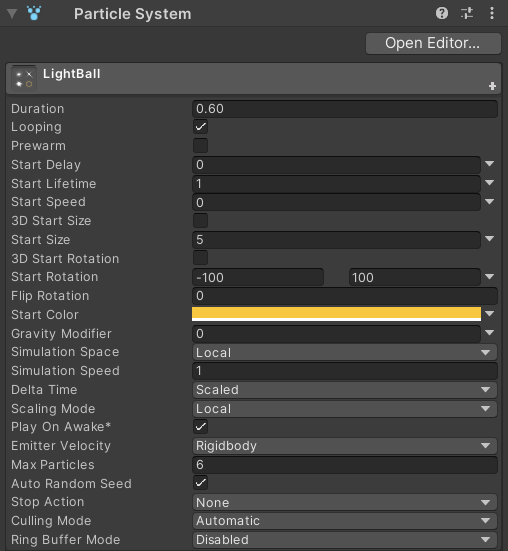 Particle System
Open Editor...
LightBall
Duration 0.60
Looping
Prewarm
Start Delay 0
Start Lifetime 1
Start Speed 0
3D Start Size
Start Size 5
3D Start Rotation
Start Rotation -100 100
Flip Rotation 0
Start Color
Gravity Modifier 0
Simulation Space Local
Simulation Speed 1
Delta Time Scaled
Scaling Mode Local
Play On Awake*
Emitter Velocity Rigidbody
Max Particles 6
Auto Random Seed
Stop Action None
Culling Mode Automatic
Ring Buffer Mode Disabled